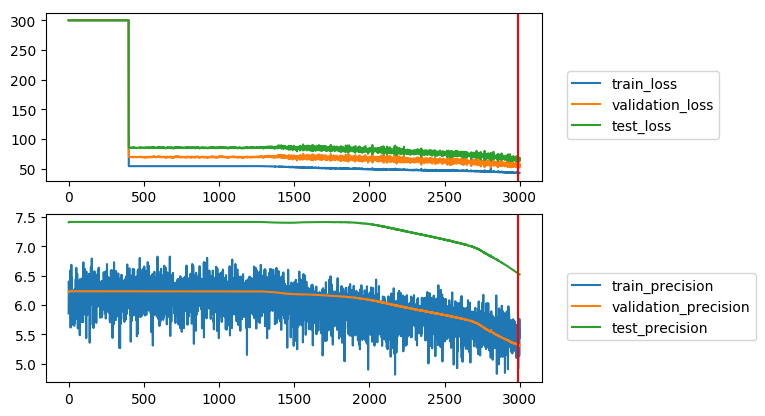 300
250
200
150
100
50
0 500 1000 1500 2000 2500 3000
train_loss
validation_loss
test_loss
7.5
7.0
6.5
6.0
5.5
5.0
0 500 1000 1500 2000 2500 3000
train_precision
validation_precision
test_precision